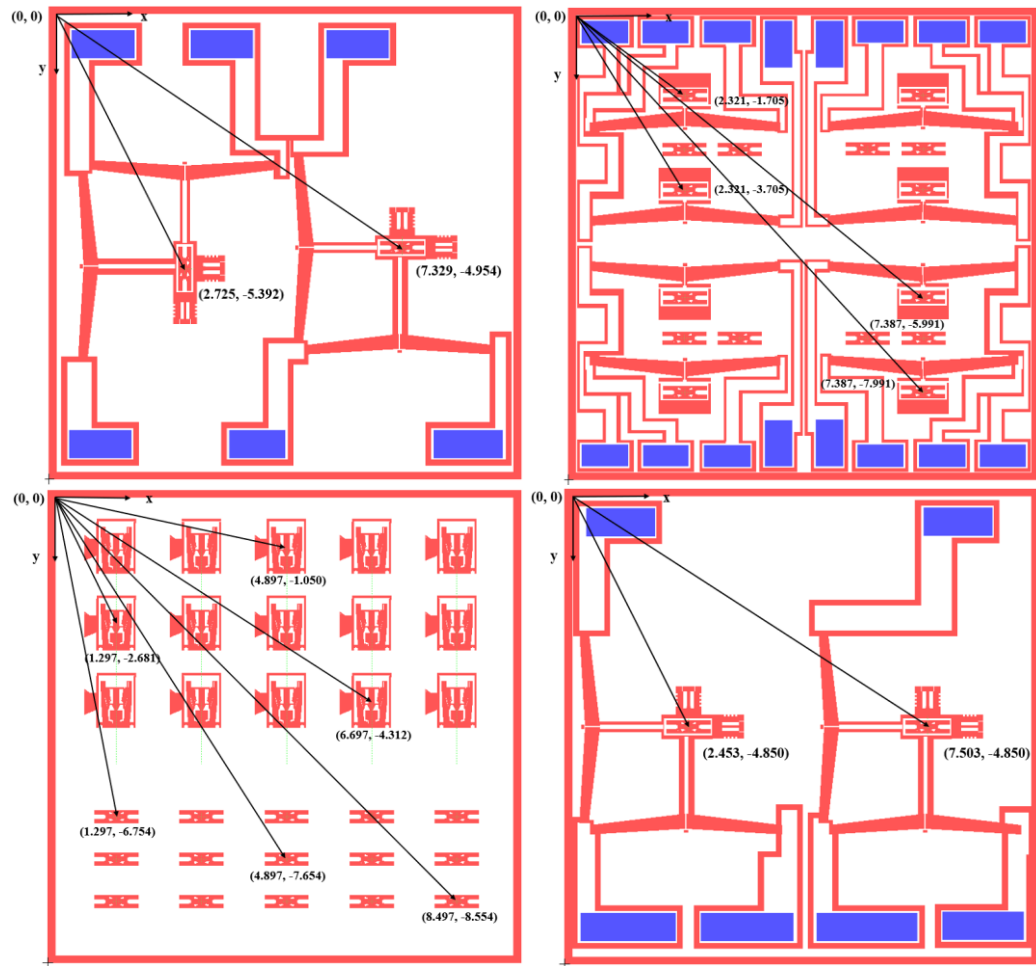 (0, 0)
x
y
(2.725, -5.392)
(7.329, -4.954)
(0, 0)
x
y
(2.321, -1.705)
(2.321, -3.705)
(7.387, -5.991)
(7.387, -7.991)
(0, 0)
x
y
(4.897, -1.050)
(1.297, -2.681)
(6.697, -4.312)
(1.297, -6.754)
(4.897, -7.654)
(8.497, -8.554)
(0, 0)
x
y
(2.453, -4.850)
(7.503, -4.850)